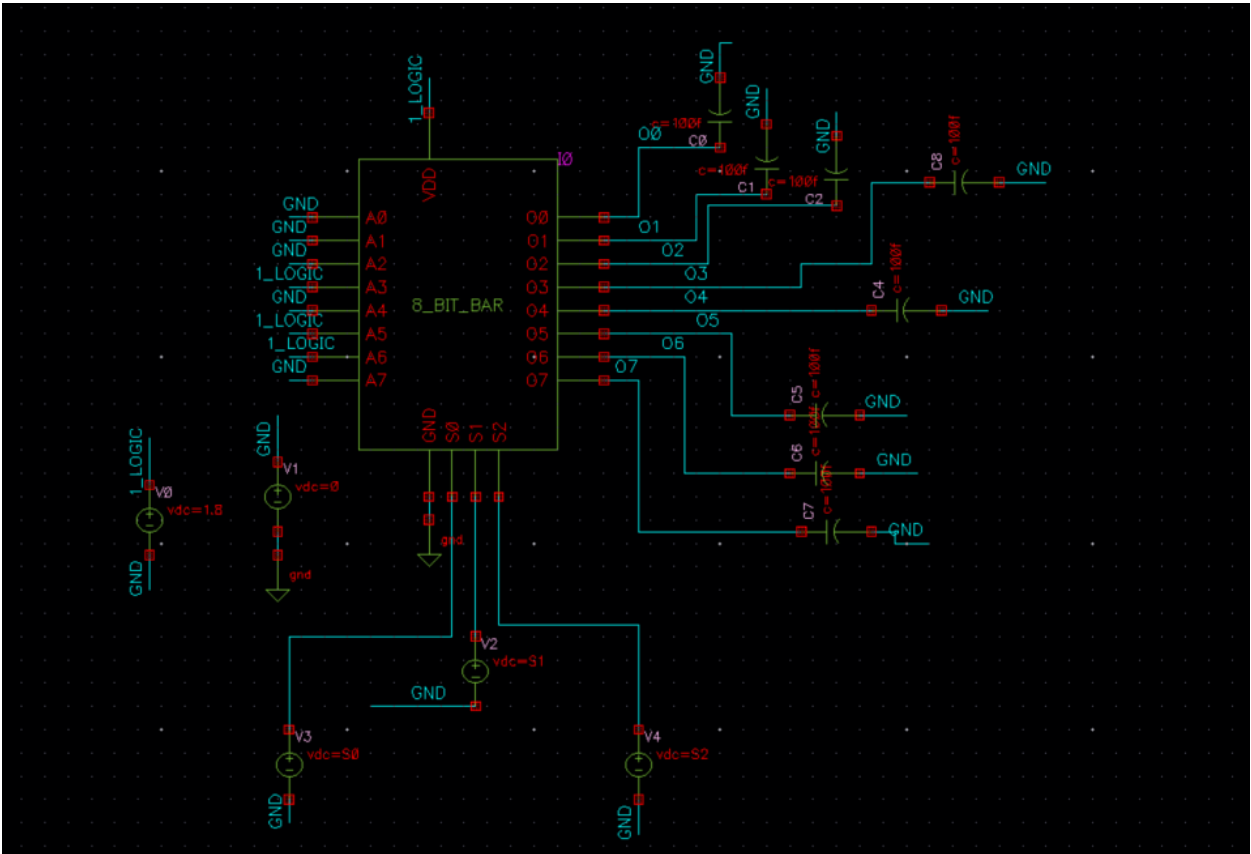 1_LOGIC
VDD
I0
GND
A0
GND
A1
GND
A2
1_LOGIC
A3
GND
A4
1_LOGIC
A5
1_LOGIC
A6
GND
A7
8_BIT_BAR
O0
O1
O2
O3
O4
O5
O6
O7
GND
S0
S1
S2
O0
O1
O2
O3
O4
O5
O6
O7
GND
c=100f
C0
GND
c=100f
C1
GND
c=100f
C2
C8
c=100f
GND
C4
c=100f
GND
C5
c=100f
GND
C6
c=100f
GND
C7
c=100f
GND
1_LOGIC
V0
vdc=1.8
GND
GND
V1
vdc=0
gnd
gnd
V2
vdc=S1
GND
V3
vdc=S0
GND
V4
vdc=S2
GND